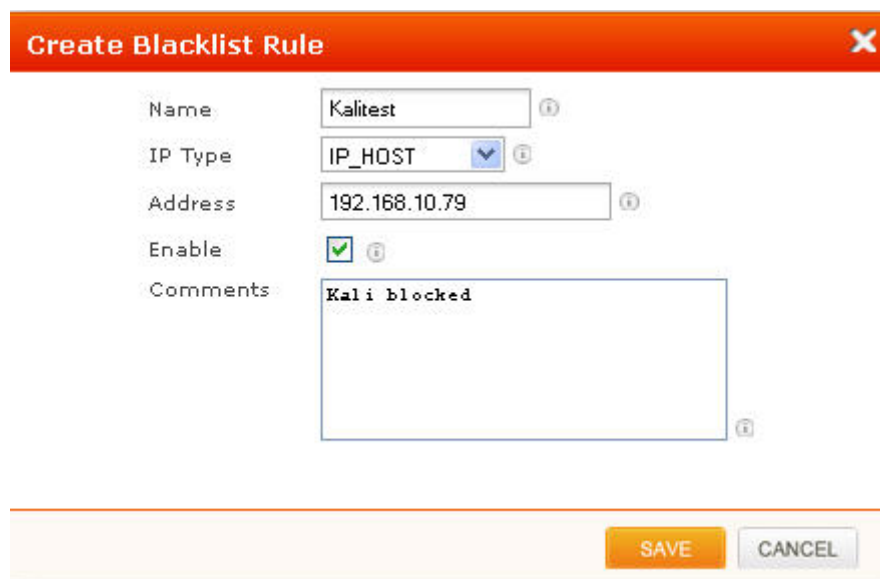 Create Blacklist Rule
Name Kalitest
IP Type IP_HOST
Address 192.168.10.79
Enable
Comments Kali blocked
SAVE CANCEL